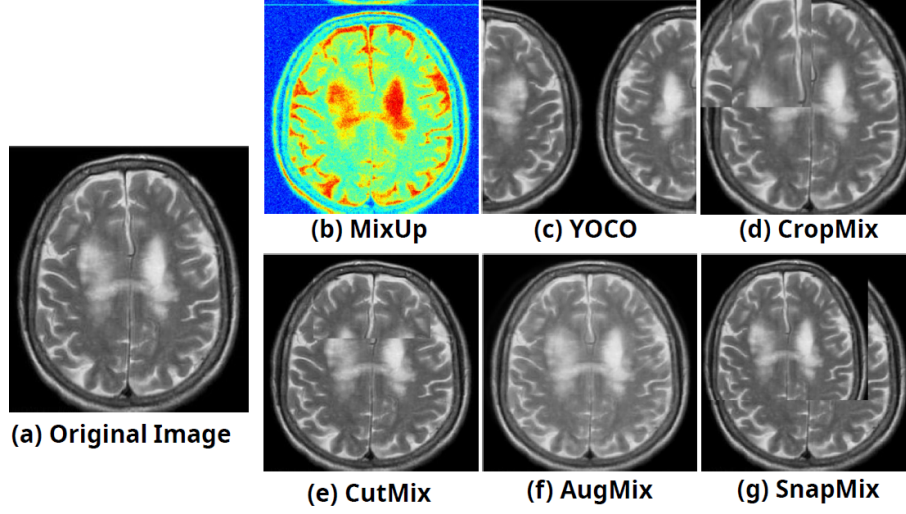 (a) Original Image
(b) MixUp
(c) YOCO
(d) CropMix
(e) CutMix
(f) AugMix
(g) SnapMix